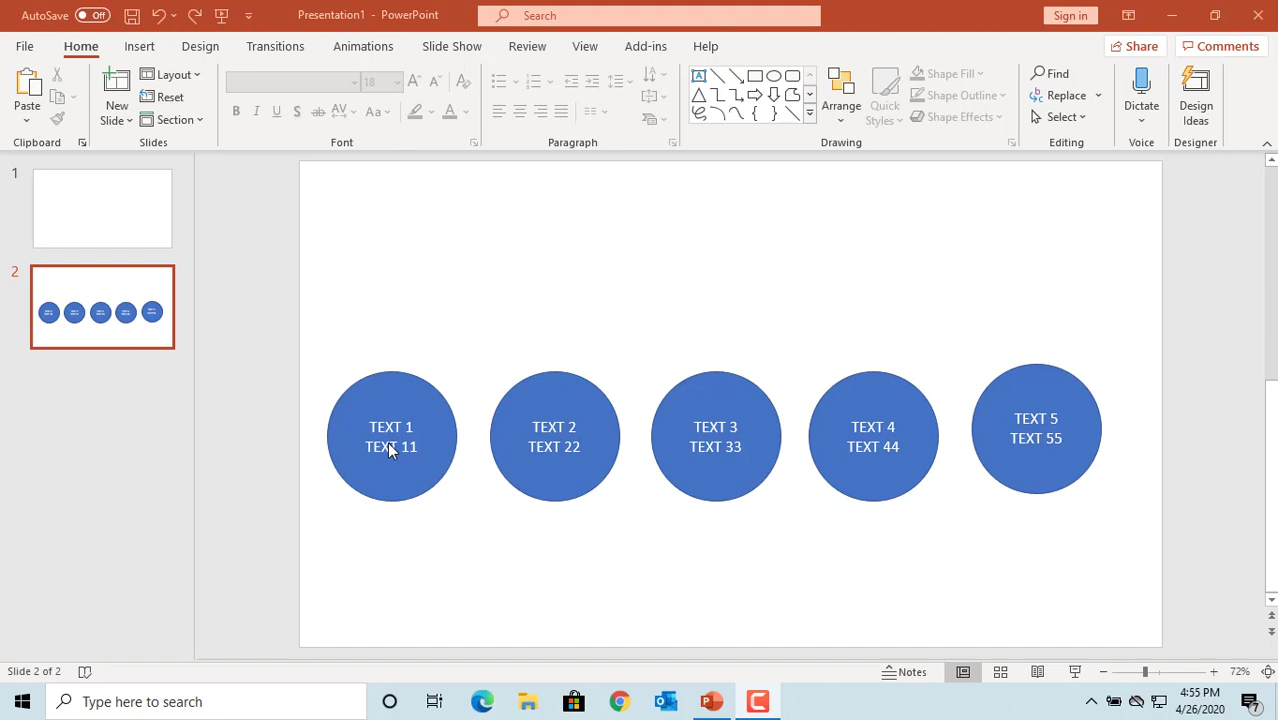 AutoSave Off Presentation1 - PowerPoint Search Sign in
File Home Insert Design Transitions Animations Slide Show Review View Add-ins Help Share Comments
Paste
New
Slide
Layout
Reset
Section
18
B I U S ab AV Aa A
Arrange
Quick
Styles
Shape Fill
Shape Outline
Shape Effects
Find
Replace
Select
Dictate
Design
Ideas
Clipboard Slides Font Paragraph Drawing Editing Voice Designer
1
2
TEXT 1
TEXT 11
TEXT 2
TEXT 22
TEXT 3
TEXT 33
TEXT 4
TEXT 44
TEXT 5
TEXT 55
Slide 2 of 2 Notes 72%
Type here to search
4:55 PM
4/26/2020
7